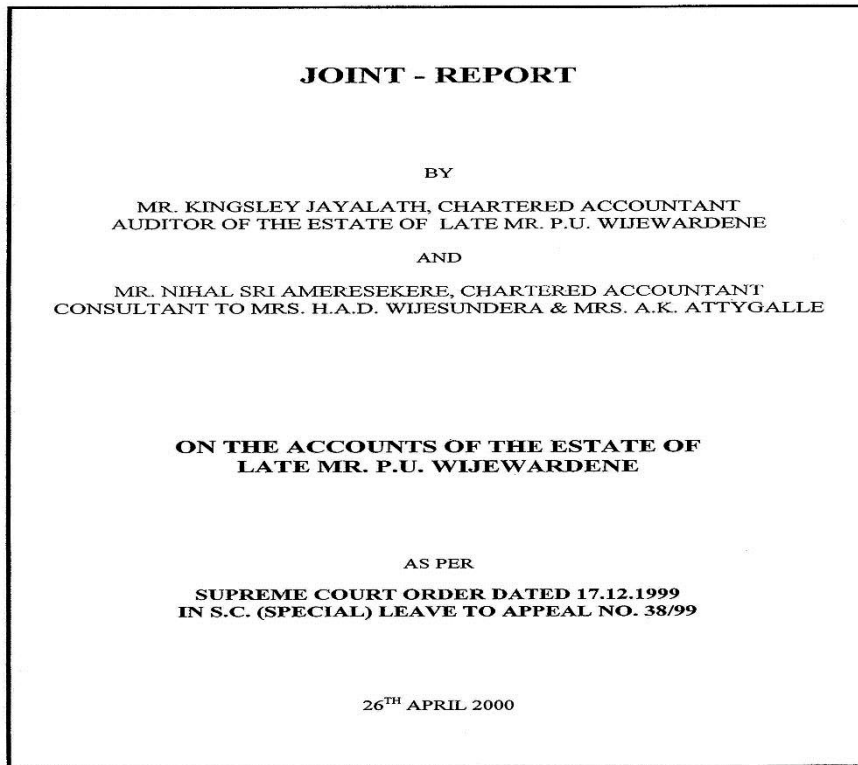 JOINT - REPORT
BY
MR. KINGSLEY JAYALATH, CHARTERED ACCOUNTANT
AUDITOR OF THE ESTATE OF LATE MR. P.U. WIJEWARDENE
AND
MR. NIHAL SRI AMERESEKERE, CHARTERED ACCOUNTANT
CONSULTANT TO MRS. H.A.D. WIJESUNDERA & MRS. A.K. ATTYGALLE
ON THE ACCOUNTS OF THE ESTATE OF
LATE MR. P.U. WIJEWARDENE
AS PER
SUPREME COURT ORDER DATED 17.12.1999
IN S.C. (SPECIAL) LEAVE TO APPEAL NO. 38/99
26TH APRIL 2000